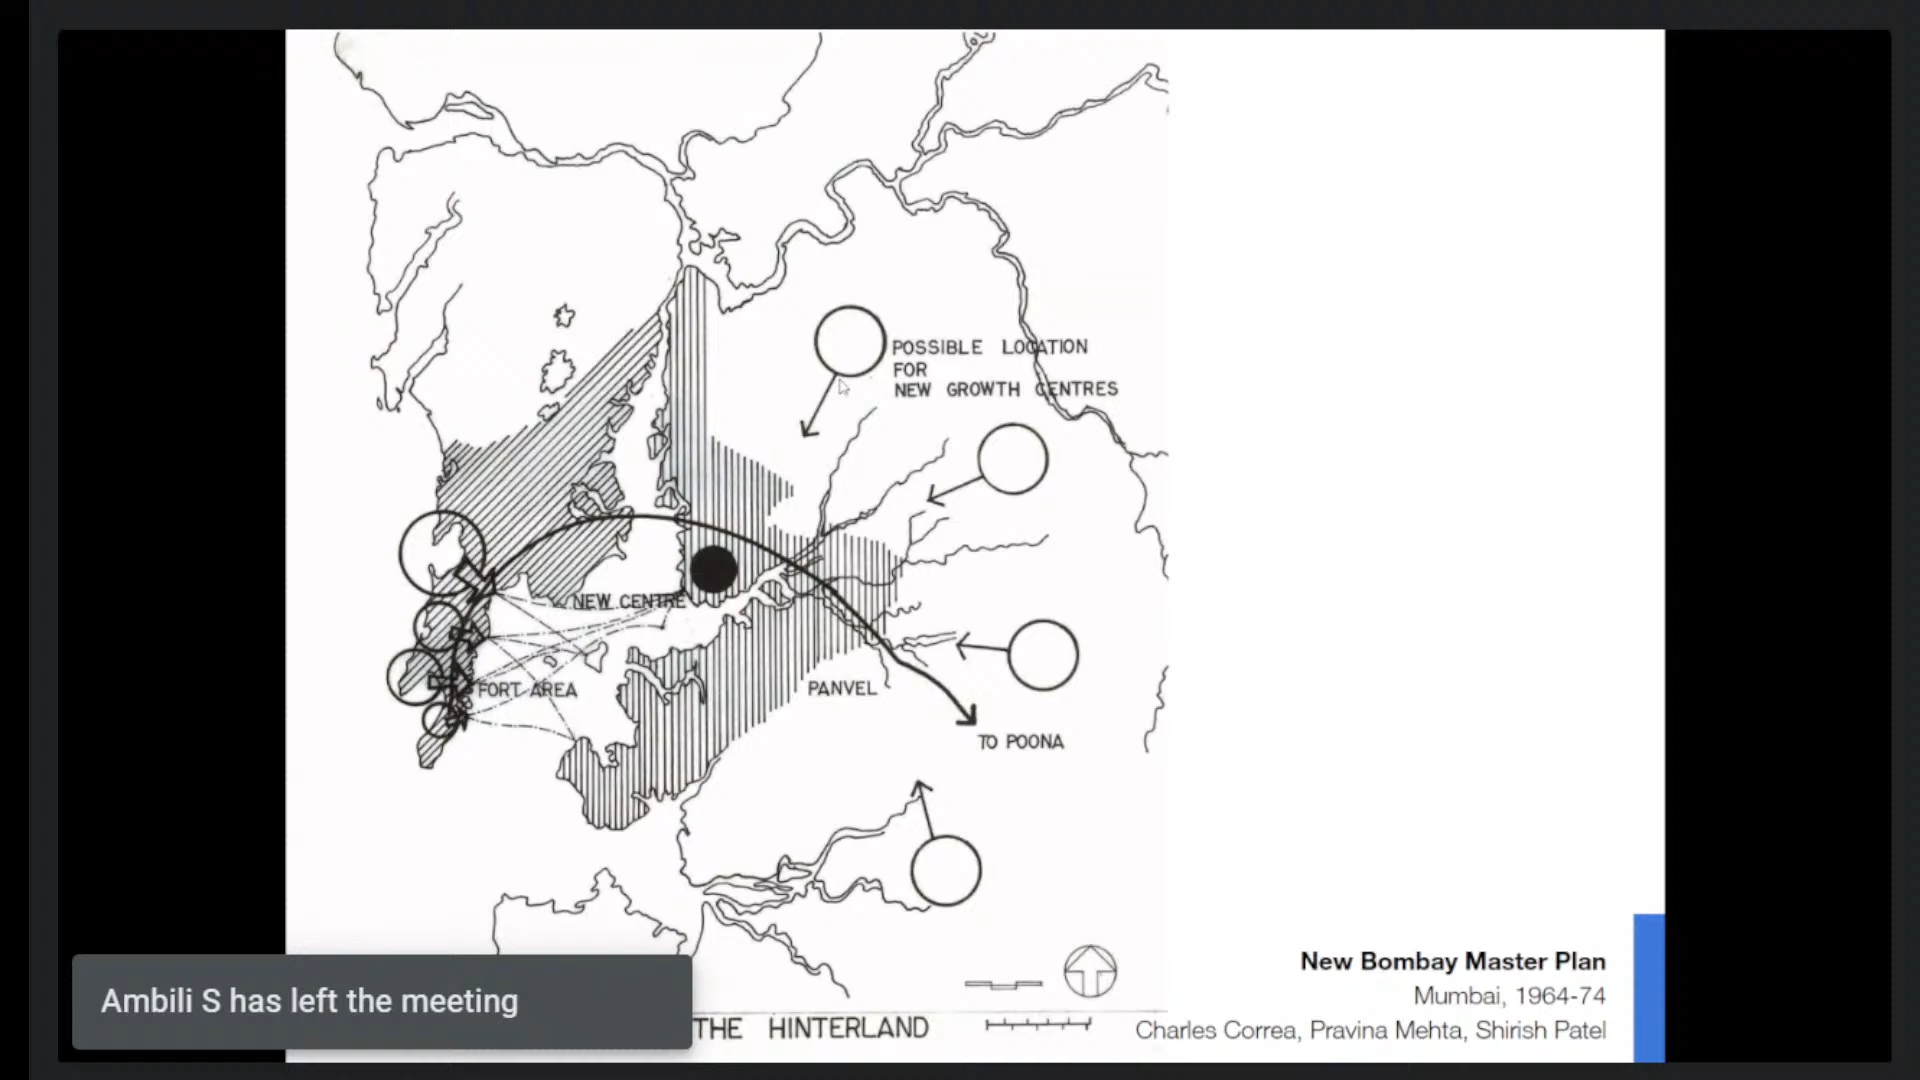 POSSIBLE LOCATION
FOR
NEW GROWTH CENTRES
NEW CENTRE
FORT AREA
PANVEL
TO POONA
THE HINTERLAND
New Bombay Master Plan
Mumbai, 1964-74
Charles Correa, Pravina Mehta, Shirish Patel
Ambili S has left the meeting